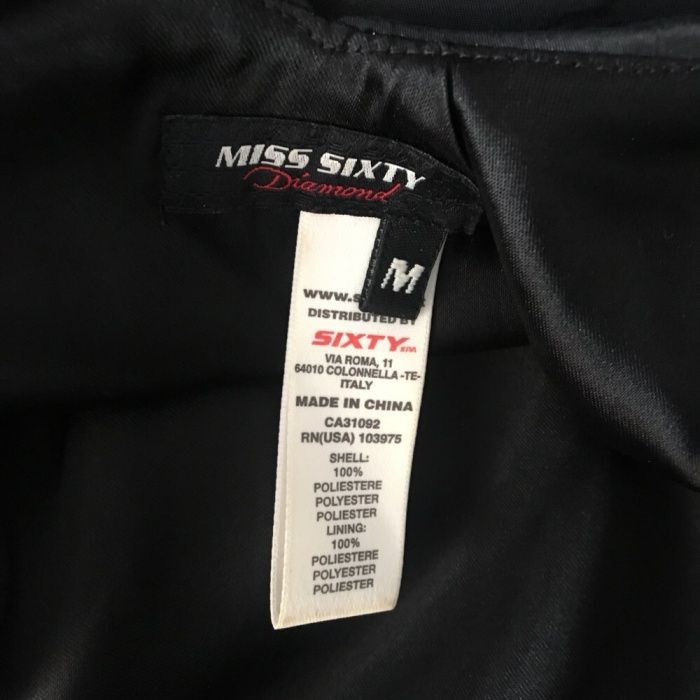 MISS SIXTY
Diamond
M
DISTRIBUTED BY
SIXTY
VIA ROMA, 11
64010 COLONNELLA -TE-
ITALY
MADE IN CHINA
CA31092
RN(USA) 103975
SHELL:
100%
POLIESTERE
POLYESTER
POLIESTER
LINING:
100%
POLIESTERE
POLYESTER
POLIESTER